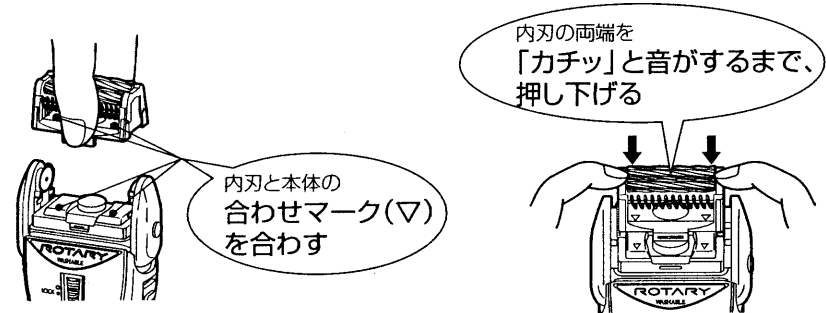 内刃と本体の
合わせマーク(▽)
を合わす
ROTARY
WASHABLE
LOCK
内刃の両端を
「カチッ」と音がするまで、
押し下げる
ROTARY
WASHABLE